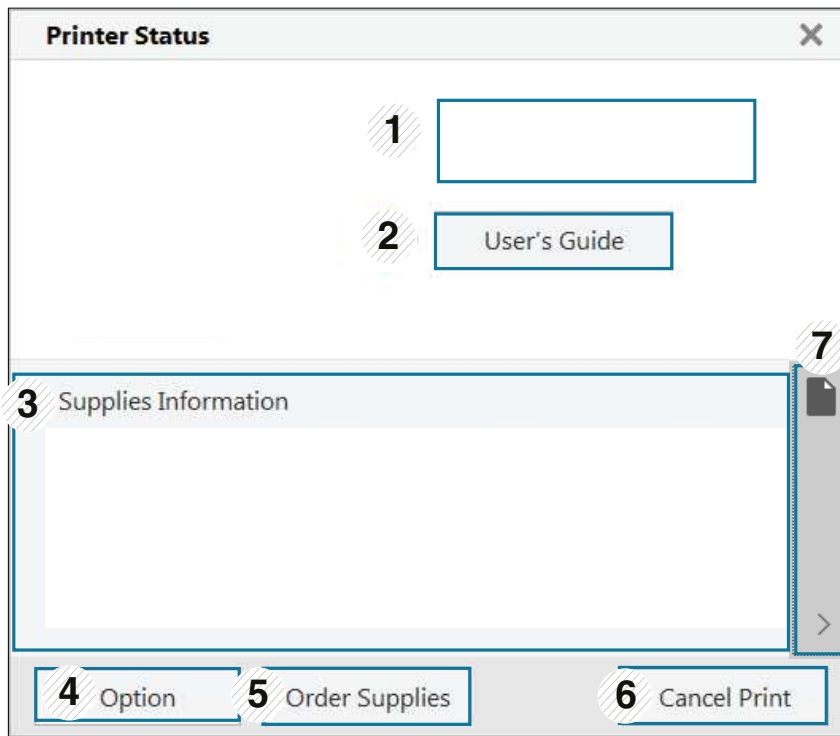 Printer Status
1
2 User's Guide
7
3 Supplies Information
4 Option 5 Order Supplies 6 Cancel Print